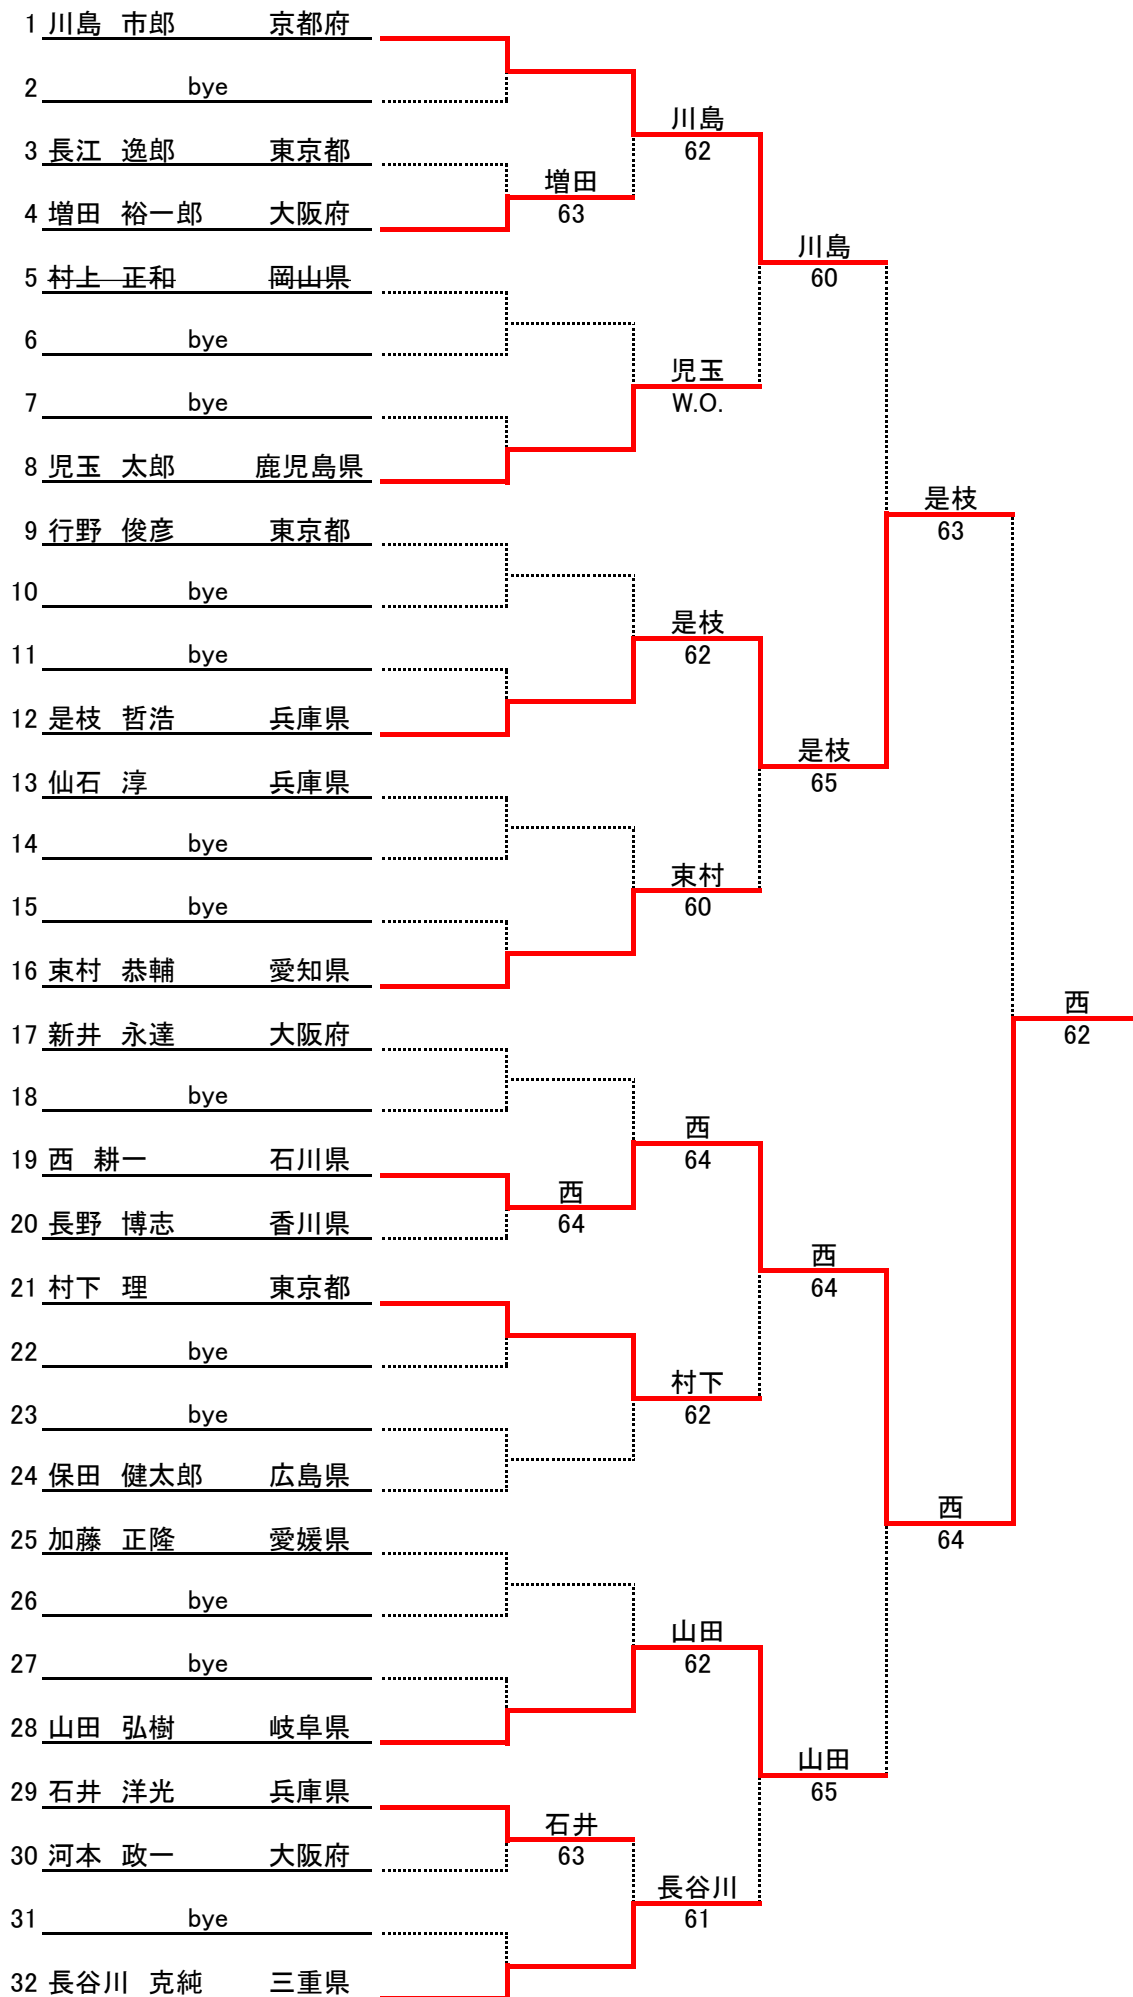 1 川島 市郎 京都府
2 bye
川島
3 長江 逸郎 東京都
62
増田
4 増田 裕一郎 大阪府
63
川島
5 村上 正和 岡山県
60
6 bye
児玉
7 bye
W.O.
8 児玉 太郎 鹿児島県
是枝
9 行野 俊彦 東京都
63
10 bye
是枝
11 bye
62
12 是枝 哲浩 兵庫県
是枝
13 仙石 淳 兵庫県
65
14 bye
束村
15 bye
60
16 束村 恭輔 愛知県
西
17 新井 永達 大阪府
62
18 bye
西
19 西 耕一 石川県
64
西
20 長野 博志 香川県
64
西
21 村下 理 東京都
64
22 bye
村下
23 bye
62
24 保田 健太郎 広島県
西
25 加藤 正隆 愛媛県
64
26 bye
山田
27 bye
62
28 山田 弘樹 岐阜県
山田
29 石井 洋光 兵庫県
65
石井
30 河本 政一 大阪府
63
長谷川
31 bye
61
32 長谷川 克純 三重県